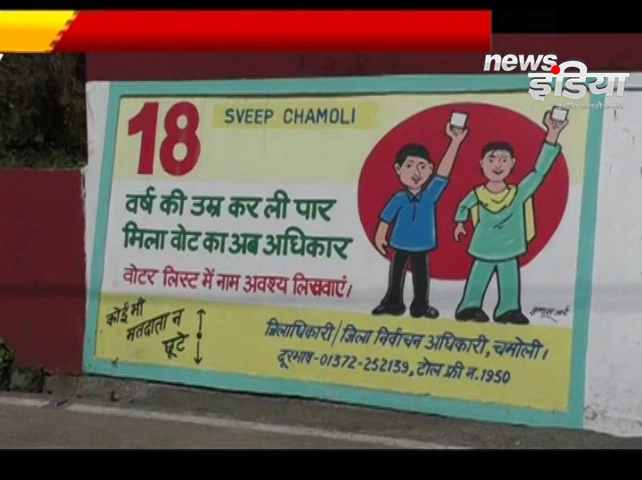 news
इंडिया
18
SVEEP CHAMOLI
वर्ष की उम्र कर ली पार
मिला वोट का अब अधिकार
वोटर लिस्ट में नाम अवश्य लिखवाएं।
कोई भी
मतदाता न
छूटे
जिलाधिकारी/जिला निर्वाचन अधिकारी, चमोली।
दूरभाष-01372-252139, टोल फ्री न.1950